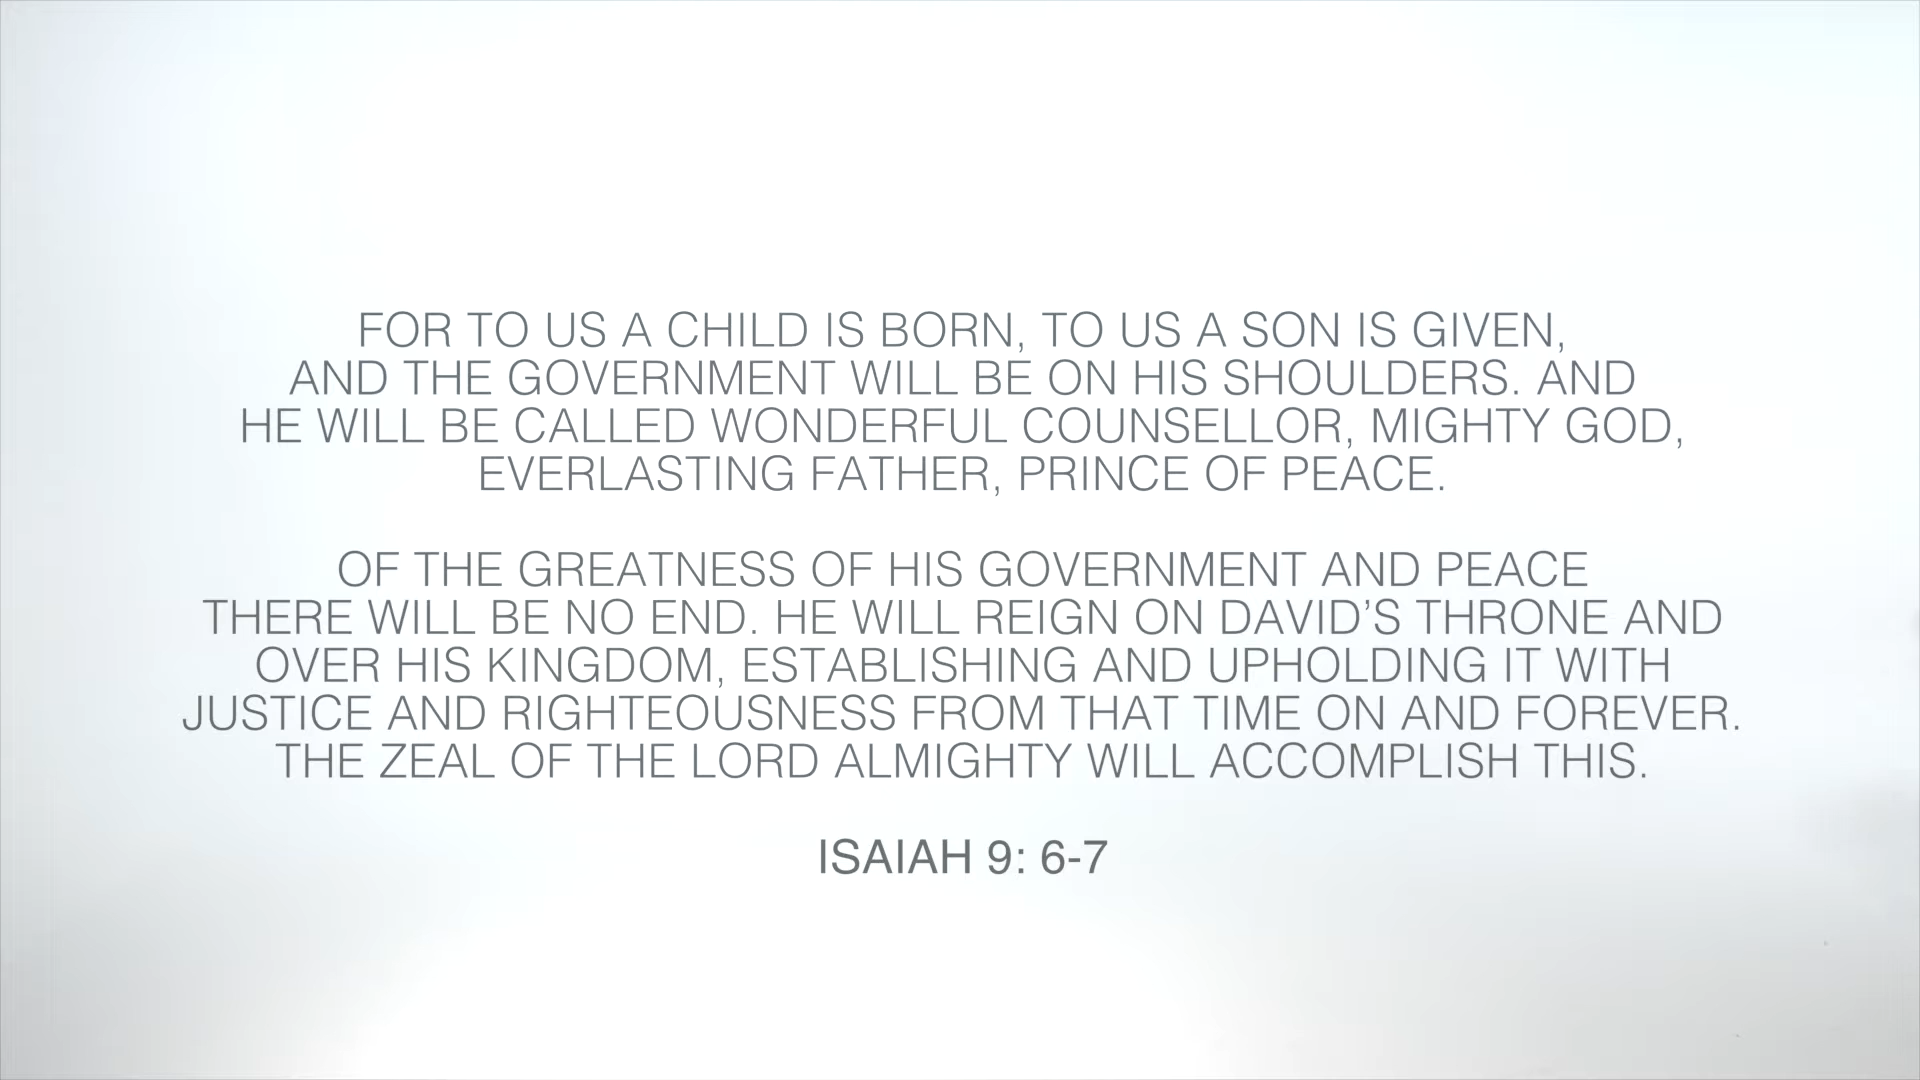 FOR TO US A CHILD IS BORN, TO US A SON IS GIVEN,
AND THE GOVERNMENT WILL BE ON HIS SHOULDERS. AND
HE WILL BE CALLED WONDERFUL COUNSELLOR, MIGHTY GOD,
EVERLASTING FATHER, PRINCE OF PEACE.
OF THE GREATNESS OF HIS GOVERNMENT AND PEACE
THERE WILL BE NO END. HE WILL REIGN ON DAVID’S THRONE AND
OVER HIS KINGDOM, ESTABLISHING AND UPHOLDING IT WITH
JUSTICE AND RIGHTEOUSNESS FROM THAT TIME ON AND FOREVER.
THE ZEAL OF THE LORD ALMIGHTY WILL ACCOMPLISH THIS.
ISAIAH 9: 6-7